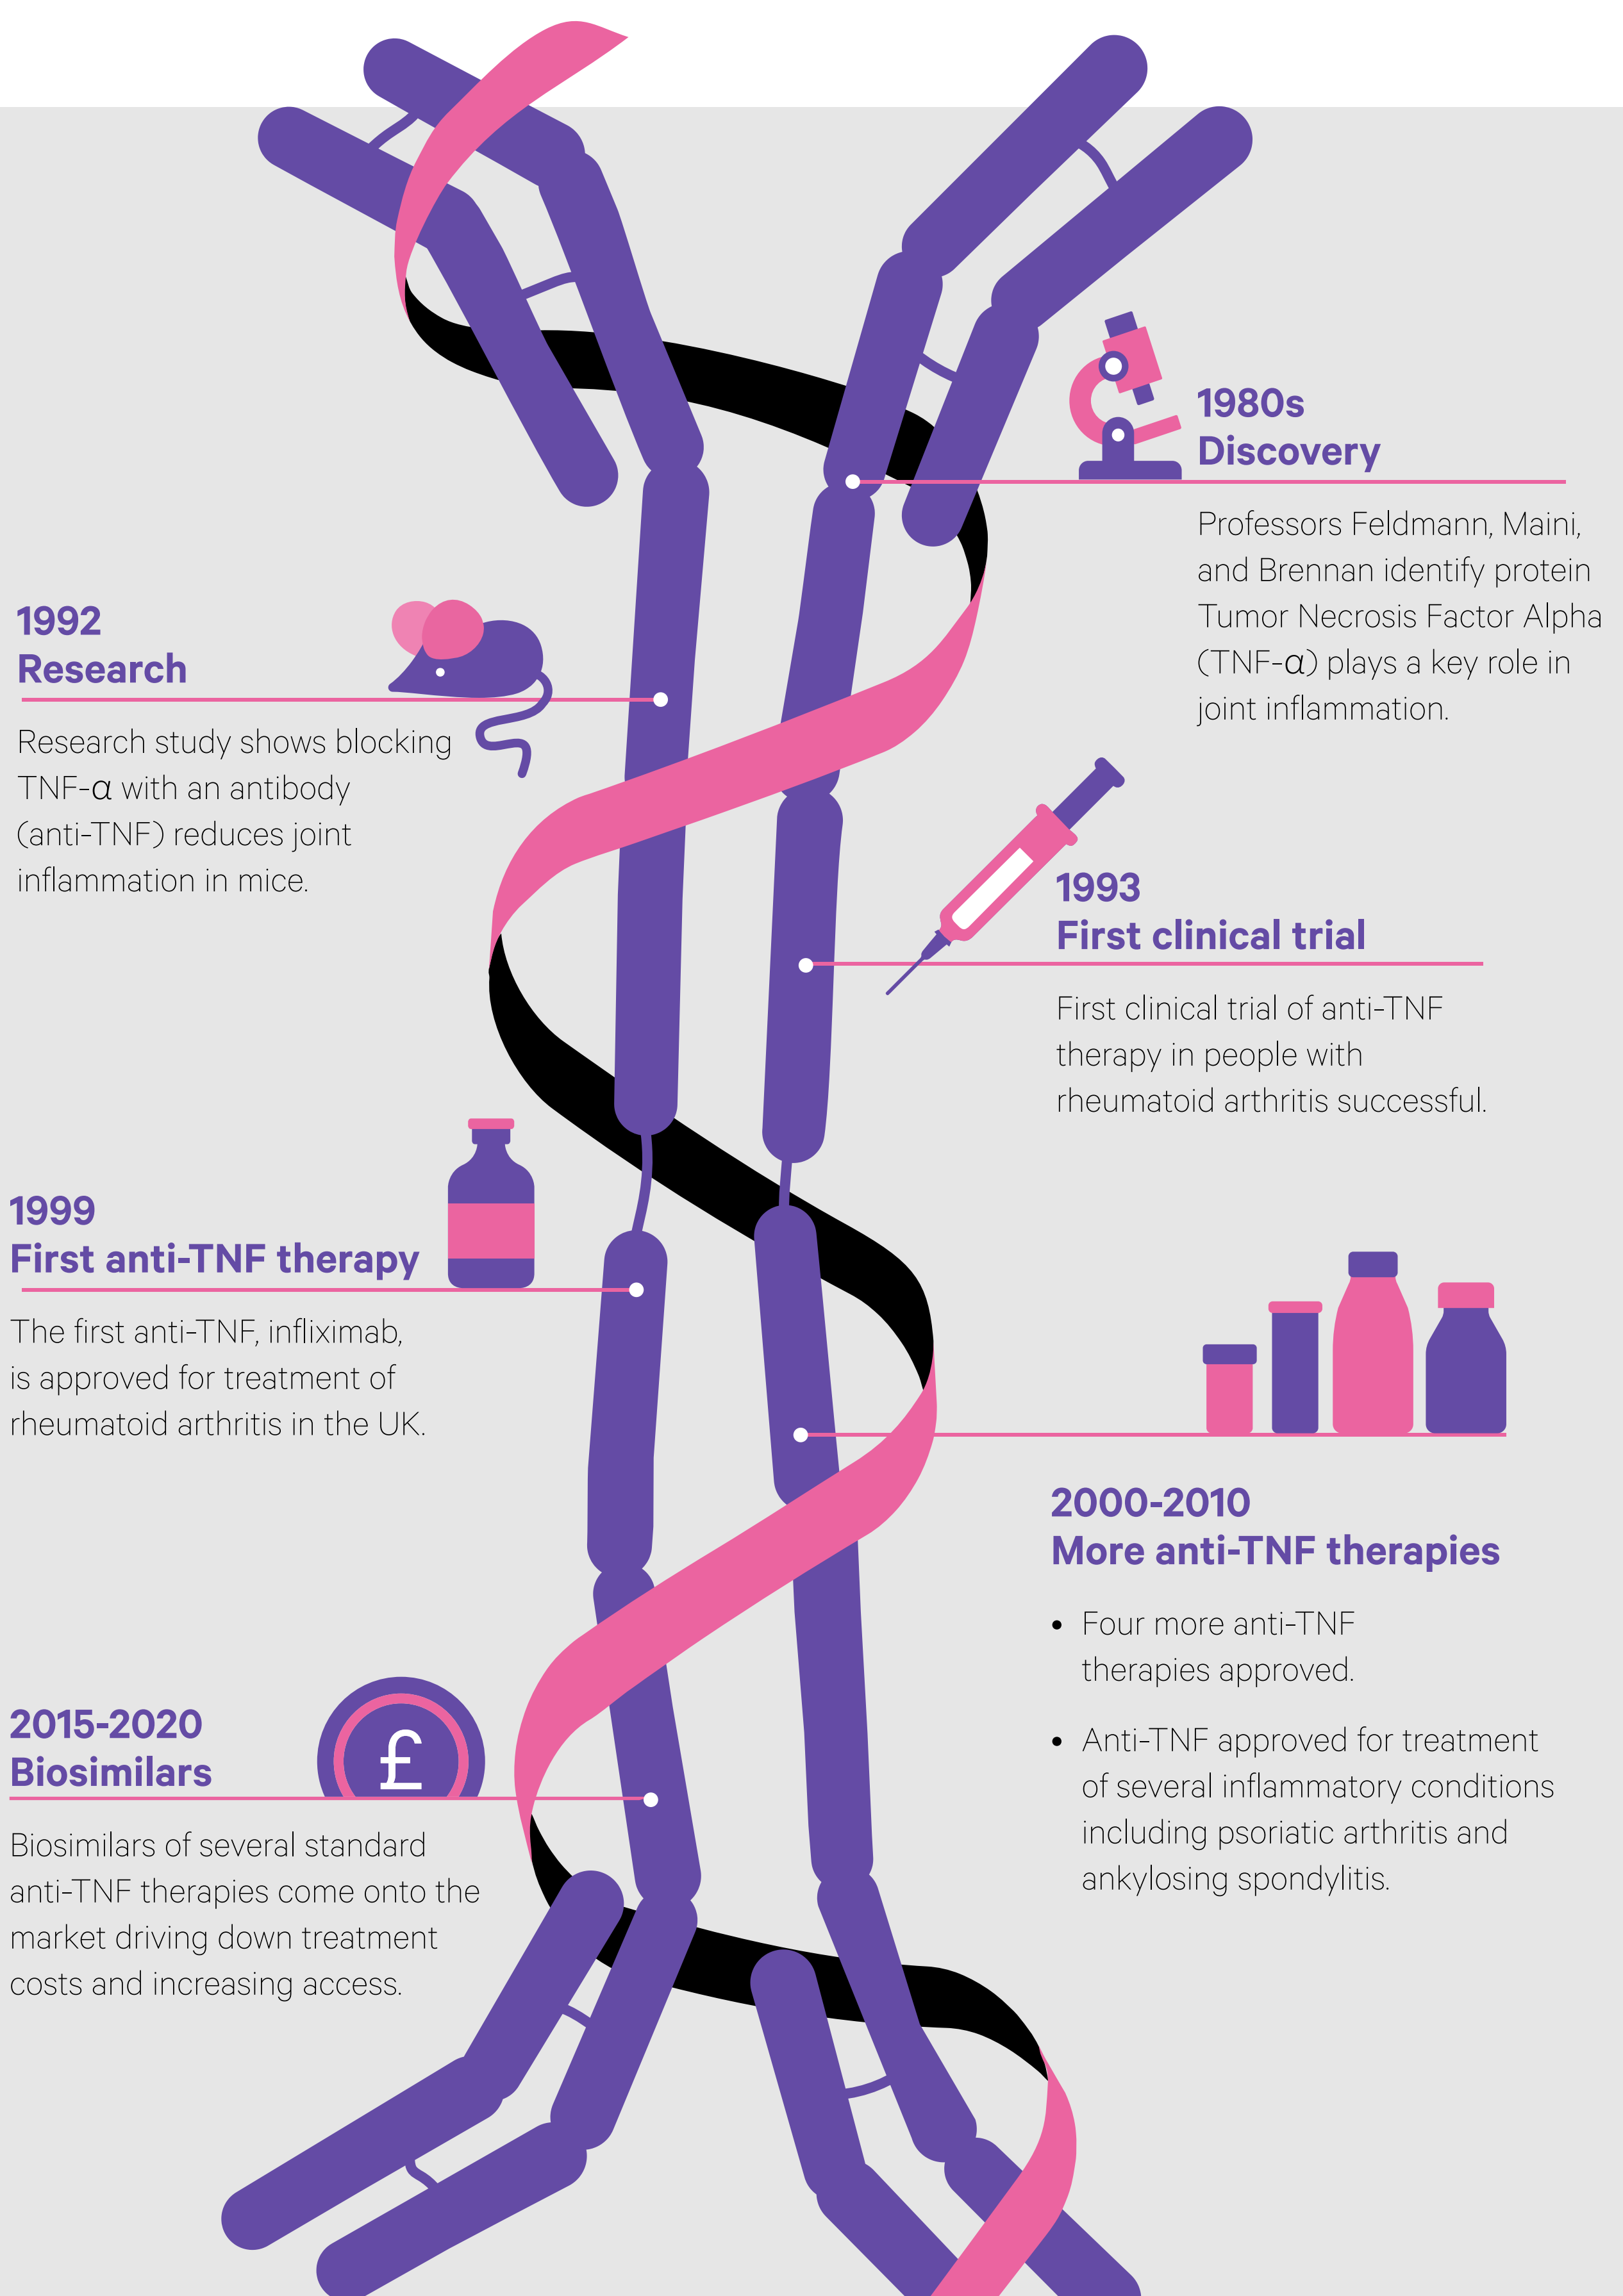 1980s
Discovery
Professors Feldmann, Maini,
and Brennan identify protein
Tumor Necrosis Factor Alpha
(TNF-α) plays a key role in
joint inflammation.
1992
Research
Research study shows blocking
TNF-α with an antibody
(anti-TNF) reduces joint
inflammation in mice.
1993
First clinical trial
First clinical trial of anti-TNF
therapy in people with
rheumatoid arthritis successful.
1999
First anti-TNF therapy
The first anti-TNF, infliximab,
is approved for treatment of
rheumatoid arthritis in the UK.
2000-2010
More anti-TNF therapies
• Four more anti-TNF
therapies approved.
• Anti-TNF approved for treatment
of several inflammatory conditions
including psoriatic arthritis and
ankylosing spondylitis.
2015-2020
Biosimilars
£
Biosimilars of several standard
anti-TNF therapies come onto the
market driving down treatment
costs and increasing access.